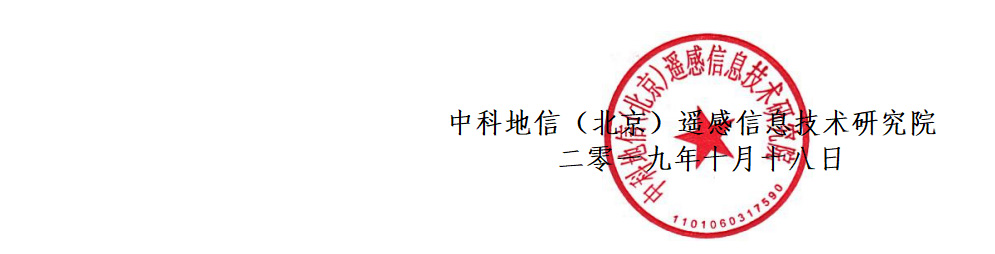 中科地信（北京）遥感信息技术研究院
二零一九年十月十八日
中科地信(北京)遥感信息技术研究院
1101060317590